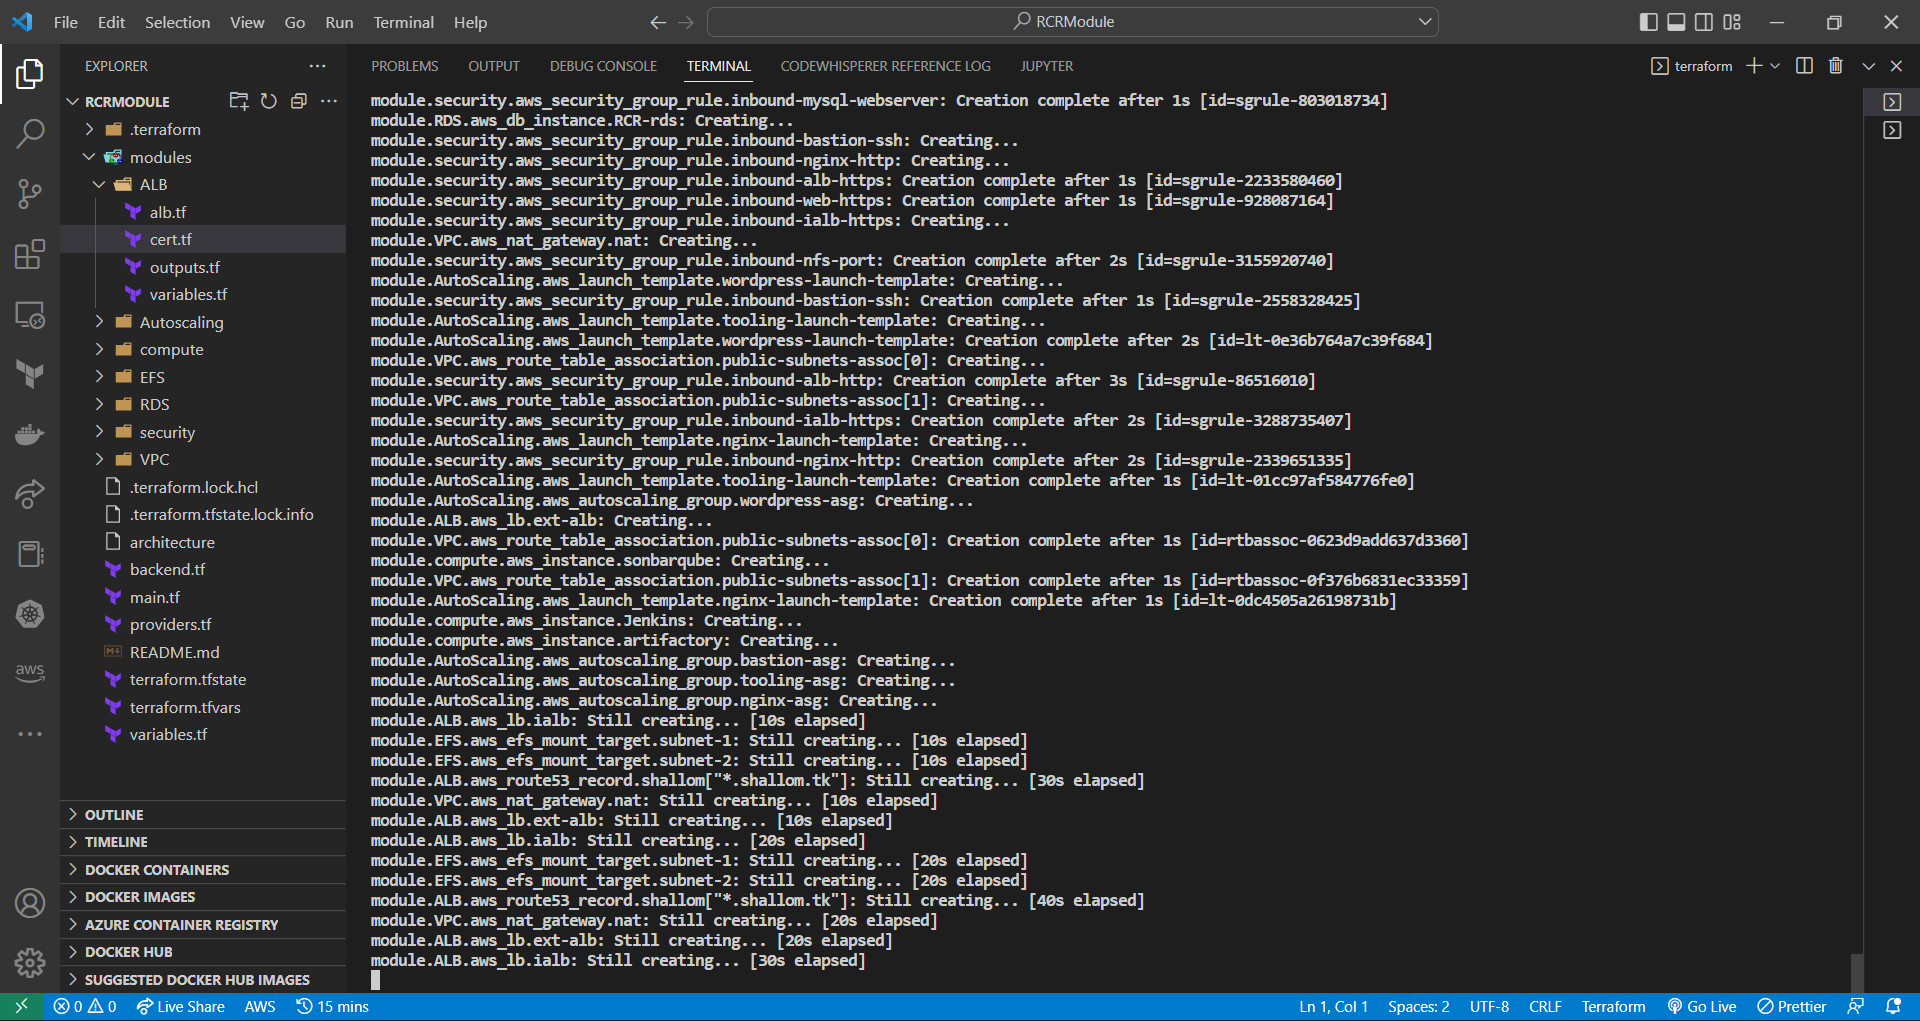 File Edit Selection View Go Run Terminal Help
RCRModule
EXPLORER
PROBLEMS OUTPUT DEBUG CONSOLE TERMINAL CODEWHISPERER REFERENCE LOG JUPYTER
terraform
RCRMODULE
.terraform
modules
ALB
alb.tf
cert.tf
outputs.tf
variables.tf
Autoscaling
compute
EFS
RDS
security
VPC
.terraform.lock.hcl
.terraform.tfstate.lock.info
architecture
backend.tf
main.tf
providers.tf
README.md
terraform.tfstate
terraform.tfvars
variables.tf
aws
OUTLINE
TIMELINE
DOCKER CONTAINERS
DOCKER IMAGES
AZURE CONTAINER REGISTRY
DOCKER HUB
SUGGESTED DOCKER HUB IMAGES
module.security.aws_security_group_rule.inbound-mysql-webserver: Creation complete after 1s [id=sgrule-803018734]
module.RDS.aws_db_instance.RCR-rds: Creating...
module.security.aws_security_group_rule.inbound-bastion-ssh: Creating...
module.security.aws_security_group_rule.inbound-nginx-http: Creating...
module.security.aws_security_group_rule.inbound-alb-https: Creation complete after 1s [id=sgrule-2233580460]
module.security.aws_security_group_rule.inbound-web-https: Creation complete after 1s [id=sgrule-928087164]
module.security.aws_security_group_rule.inbound-ialb-https: Creating...
module.VPC.aws_nat_gateway.nat: Creating...
module.security.aws_security_group_rule.inbound-nfs-port: Creation complete after 2s [id=sgrule-3155920740]
module.AutoScaling.aws_launch_template.wordpress-launch-template: Creating...
module.security.aws_security_group_rule.inbound-bastion-ssh: Creation complete after 1s [id=sgrule-2558328425]
module.AutoScaling.aws_launch_template.tooling-launch-template: Creating...
module.AutoScaling.aws_launch_template.wordpress-launch-template: Creation complete after 2s [id=lt-0e36b764a7c39f684]
module.VPC.aws_route_table_association.public-subnets-assoc[0]: Creating...
module.security.aws_security_group_rule.inbound-alb-http: Creation complete after 3s [id=sgrule-86516010]
module.VPC.aws_route_table_association.public-subnets-assoc[1]: Creating...
module.security.aws_security_group_rule.inbound-ialb-https: Creation complete after 2s [id=sgrule-3288735407]
module.AutoScaling.aws_launch_template.nginx-launch-template: Creating...
module.security.aws_security_group_rule.inbound-nginx-http: Creation complete after 2s [id=sgrule-2339651335]
module.AutoScaling.aws_launch_template.tooling-launch-template: Creation complete after 1s [id=lt-01cc97af584776fe0]
module.AutoScaling.aws_autoscaling_group.wordpress-asg: Creating...
module.ALB.aws_lb.ext-alb: Creating...
module.VPC.aws_route_table_association.public-subnets-assoc[0]: Creation complete after 1s [id=rtbassoc-0623d9add637d3360]
module.compute.aws_instance.sonbarqube: Creating...
module.VPC.aws_route_table_association.public-subnets-assoc[1]: Creation complete after 1s [id=rtbassoc-0f376b6831ec33359]
module.AutoScaling.aws_launch_template.nginx-launch-template: Creation complete after 1s [id=lt-0dc4505a26198731b]
module.compute.aws_instance.Jenkins: Creating...
module.compute.aws_instance.artifactory: Creating...
module.AutoScaling.aws_autoscaling_group.bastion-asg: Creating...
module.AutoScaling.aws_autoscaling_group.tooling-asg: Creating...
module.AutoScaling.aws_autoscaling_group.nginx-asg: Creating...
module.ALB.aws_lb.ialb: Still creating... [10s elapsed]
module.EFS.aws_efs_mount_target.subnet-1: Still creating... [10s elapsed]
module.EFS.aws_efs_mount_target.subnet-2: Still creating... [10s elapsed]
module.ALB.aws_route53_record.shallom["*.shallom.tk"]: Still creating... [30s elapsed]
module.VPC.aws_nat_gateway.nat: Still creating... [10s elapsed]
module.ALB.aws_lb.ext-alb: Still creating... [10s elapsed]
module.ALB.aws_lb.ialb: Still creating... [20s elapsed]
module.EFS.aws_efs_mount_target.subnet-1: Still creating... [20s elapsed]
module.EFS.aws_efs_mount_target.subnet-2: Still creating... [20s elapsed]
module.ALB.aws_route53_record.shallom["*.shallom.tk"]: Still creating... [40s elapsed]
module.VPC.aws_nat_gateway.nat: Still creating... [20s elapsed]
module.ALB.aws_lb.ext-alb: Still creating... [20s elapsed]
module.ALB.aws_lb.ialb: Still creating... [30s elapsed]
0 0 Live Share AWS 15 mins Ln 1, Col 1 Spaces: 2 UTF-8 CRLF Terraform Go Live Prettier